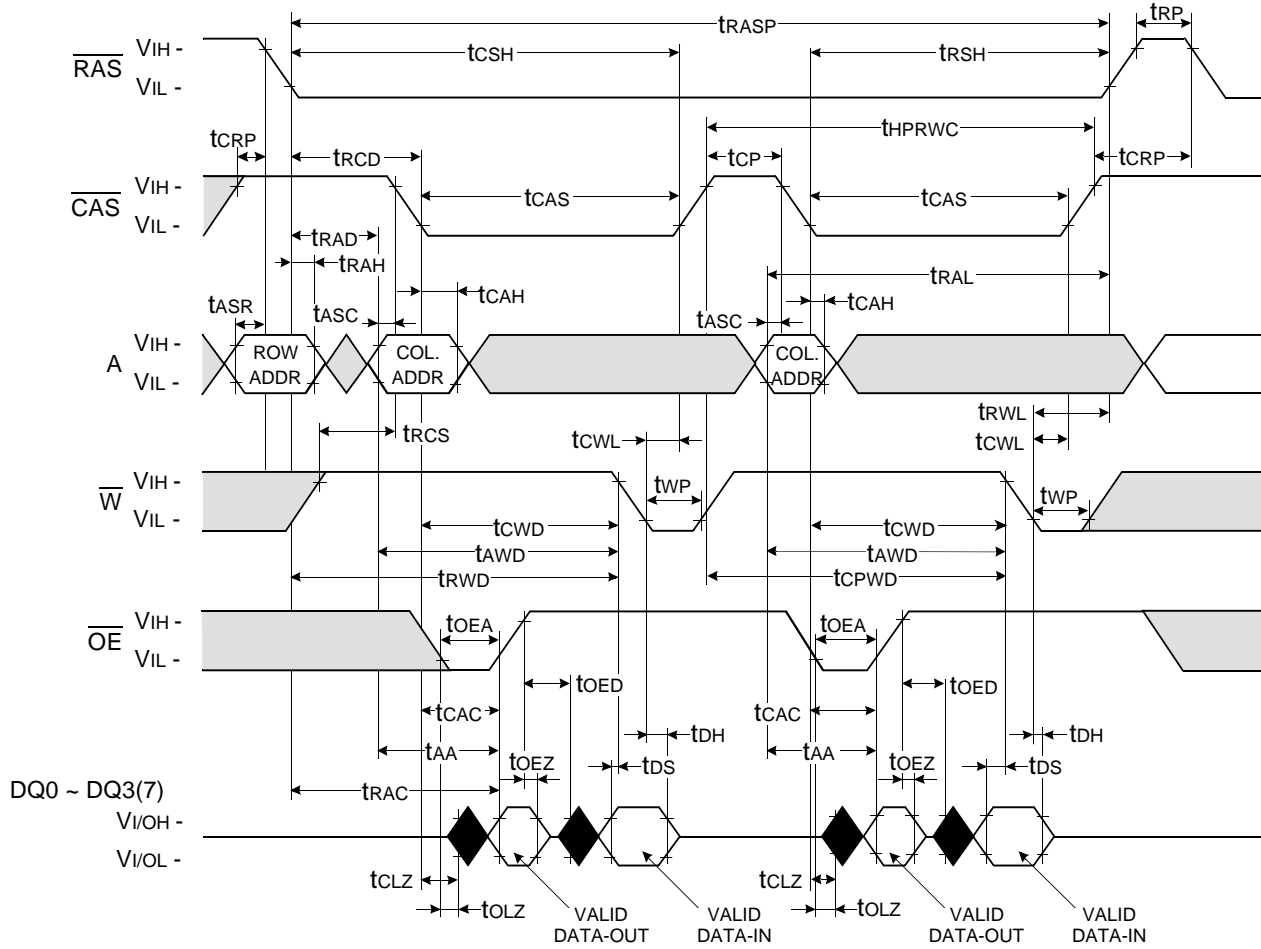 tRASP
tRP
VIH -
RAS
VIL -
tCSH
tRSH
tHPRWC
tCRP
tRCD
tCP
tCRP
VIH -
CAS
VIL -
tCAS
tCAS
tRAD
tRAH
tRAL
tASR
tASC
tCAH
tASC
tCAH
VIH -
A
VIL -
ROW
ADDR
COL.
ADDR
COL.
ADDR
tRWL
tRCS
tCWL
tCWL
VIH -
W
VIL -
tWP
tWP
tCWD
tCWD
tAWD
tAWD
tRWD
tCPWD
VIH -
OE
VIL -
tOEA
tOEA
tOED
tOED
tCAC
tCAC
tDH
tDH
tAA
tAA
tOEZ
tDS
tOEZ
tDS
tRAC
DQ0 ~ DQ3(7)
VI/OH -
VI/OL -
tCLZ
tCLZ
tOLZ
tOLZ
VALID
DATA-OUT
VALID
DATA-IN
VALID
DATA-OUT
VALID
DATA-IN